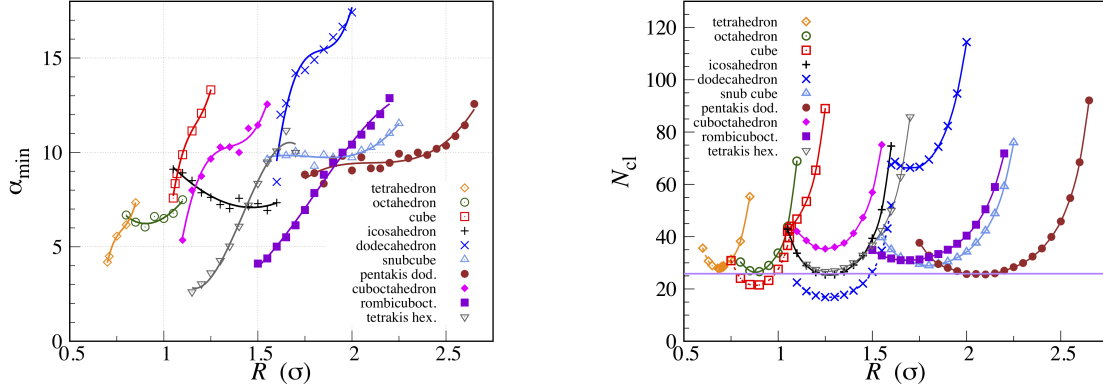 α_min
15
10
5
0
0.5
1
1.5
2
2.5
R (σ)
tetrahedron
octahedron
cube
icosahedron
dodecahedron
snubcube
pentakis dod.
cuboctahedron
rombicuboct.
tetrakis hex.
N_cl
120
100
80
60
40
20
0
0.5
1
1.5
2
2.5
R (σ)
tetrahedron
octahedron
cube
icosahedron
dodecahedron
snub cube
pentakis dod.
cuboctahedron
rombicuboct.
tetrakis hex.